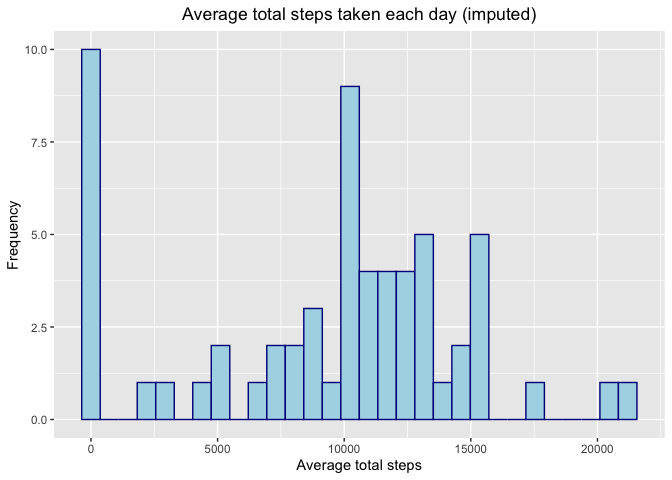 Average total steps taken each day (imputed)
10.0
7.5
5.0
2.5
0.0
Frequency
0 5000 10000 15000 20000
Average total steps